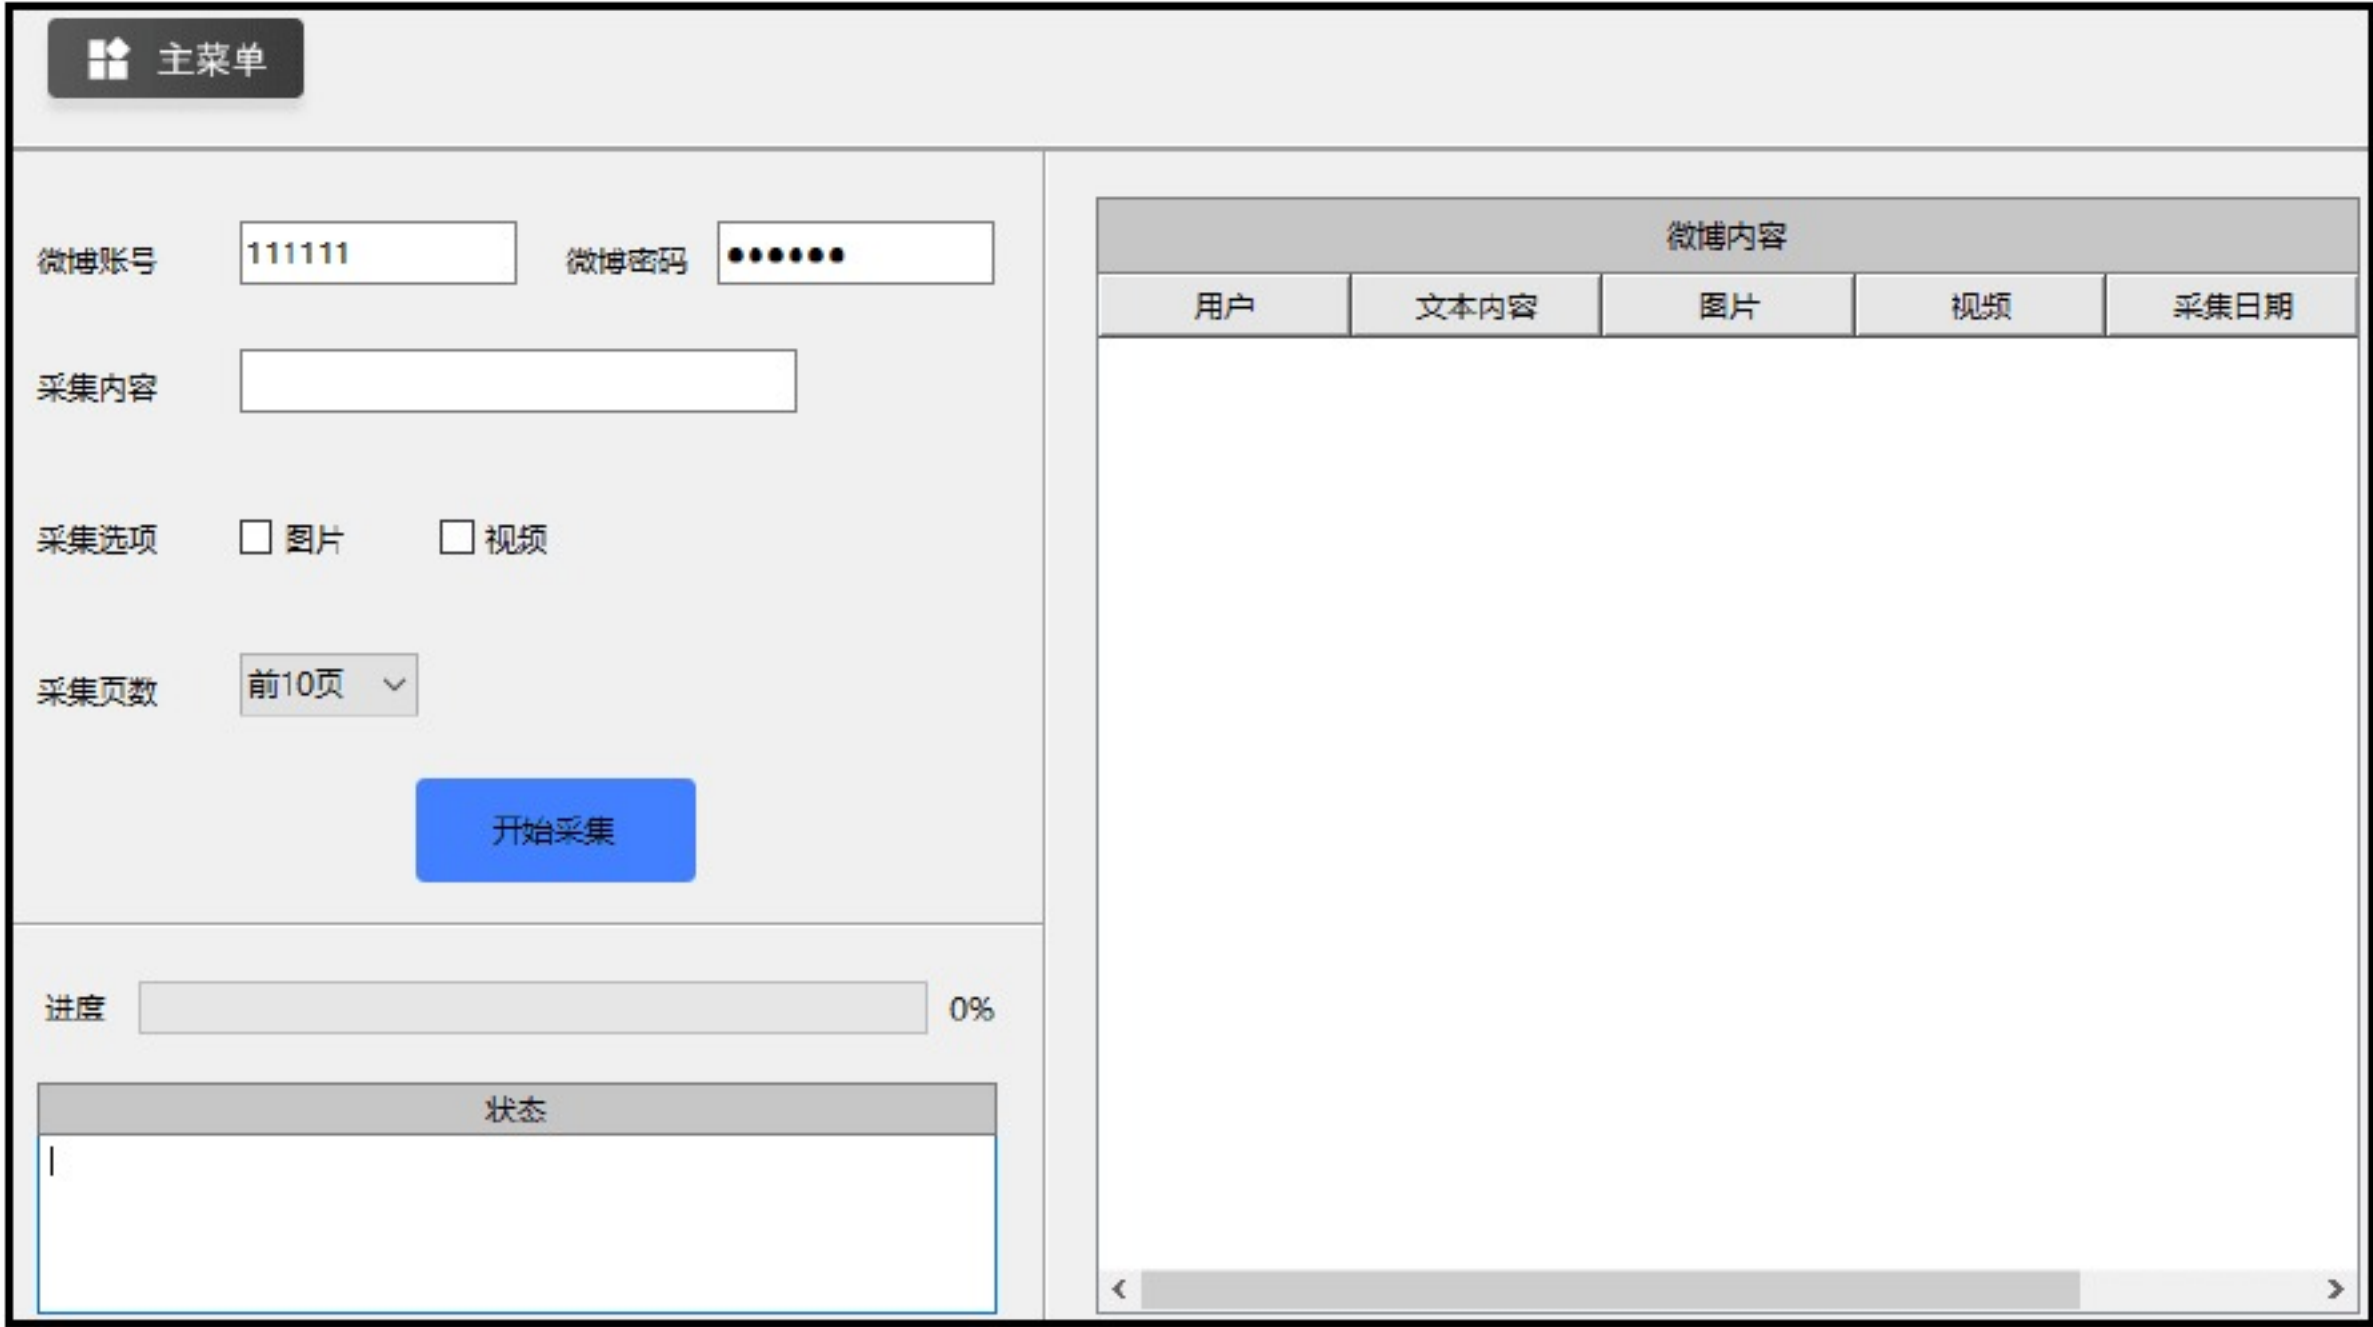 主菜单
微博账号 111111 微博密码 ●●●●●●
采集内容
采集选项 图片 视频
采集页数 前10页
开始采集
进度 0%
状态
微博内容
用户 文本内容 图片 视频 采集日期